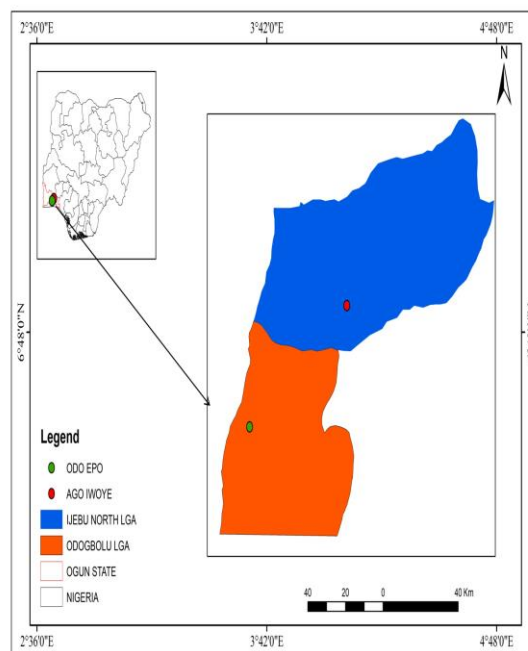 2°36'0"E 3°42'0"E 4°48'0"E
N
6°48'0"N
Legend
ODO EPO
AGO IWOYE
IJEBU NORTH LGA
ODOGBOLU LGA
OGUN STATE
NIGERIA
40 20 0 40 Km
2°36'0"E 3°42'0"E 4°48'0"E